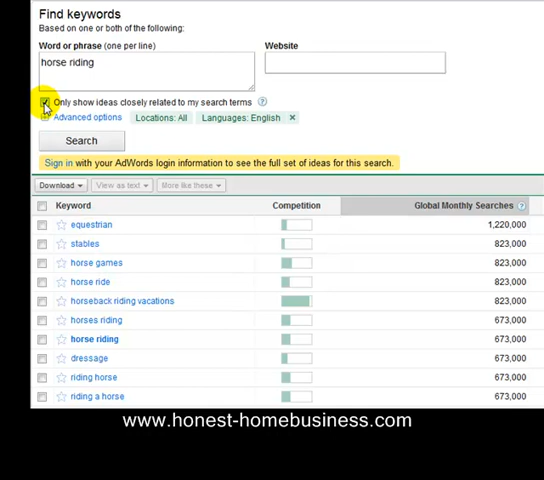 Find keywords
Based on one or both of the following:
Word or phrase (one per line) Website
horse riding
Only show ideas closely related to my search terms ?
Advanced options Locations: All Languages: English ×
Search
Sign in with your AdWords login information to see the full set of ideas for this search.
Download View as text More like these
Keyword Competition Global Monthly Searches ?
equestrian 1,220,000
stables 823,000
horse games 823,000
horse ride 823,000
horseback riding vacations 823,000
horses riding 673,000
horse riding 673,000
dressage 673,000
riding horse 673,000
riding a horse 673,000
www.honest-homebusiness.com